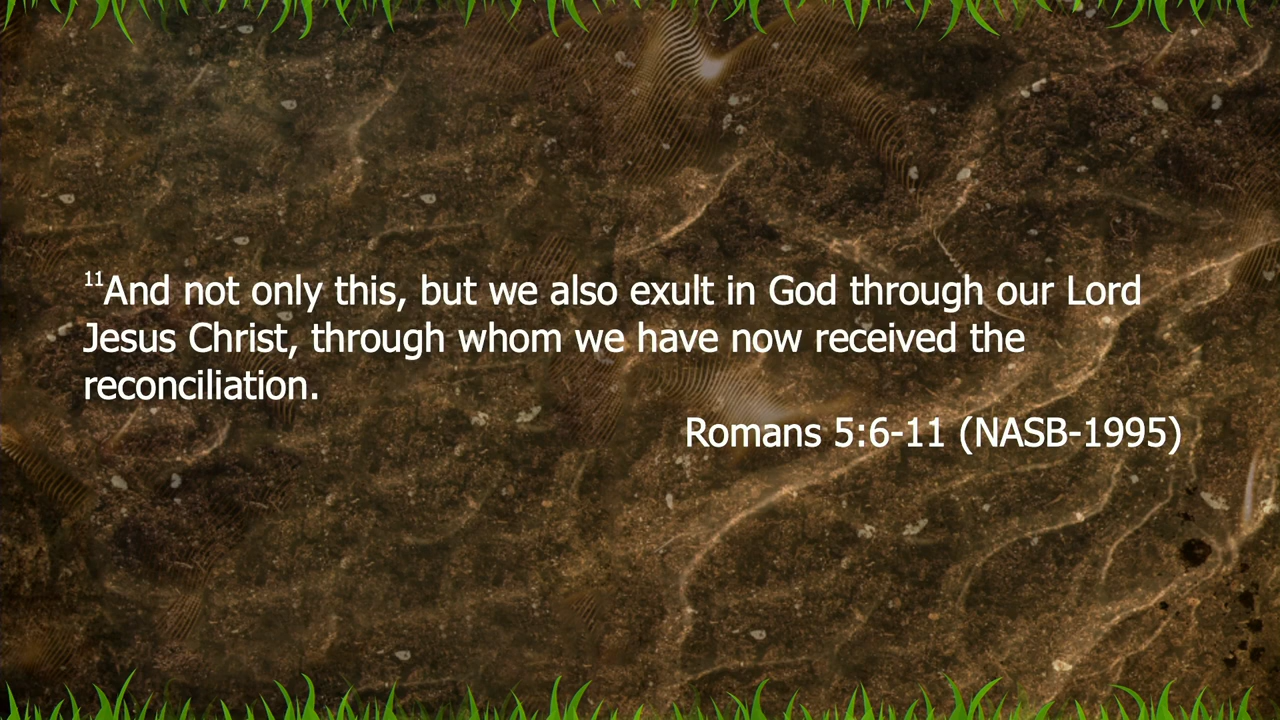 11And not only this, but we also exult in God through our Lord
Jesus Christ, through whom we have now received the
reconciliation.
Romans 5:6-11 (NASB-1995)